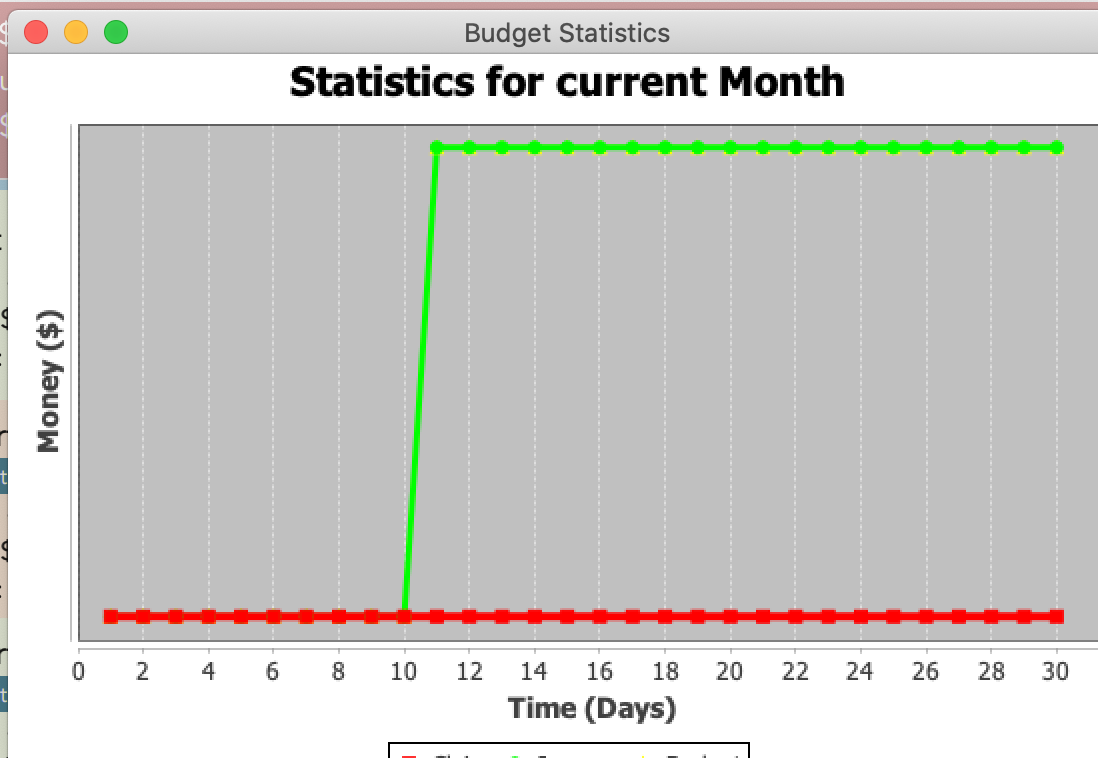 Budget Statistics
Statistics for current Month
Money ($)
0 2 4 6 8 10 12 14 16 18 20 22 24 26 28 30
Time (Days)